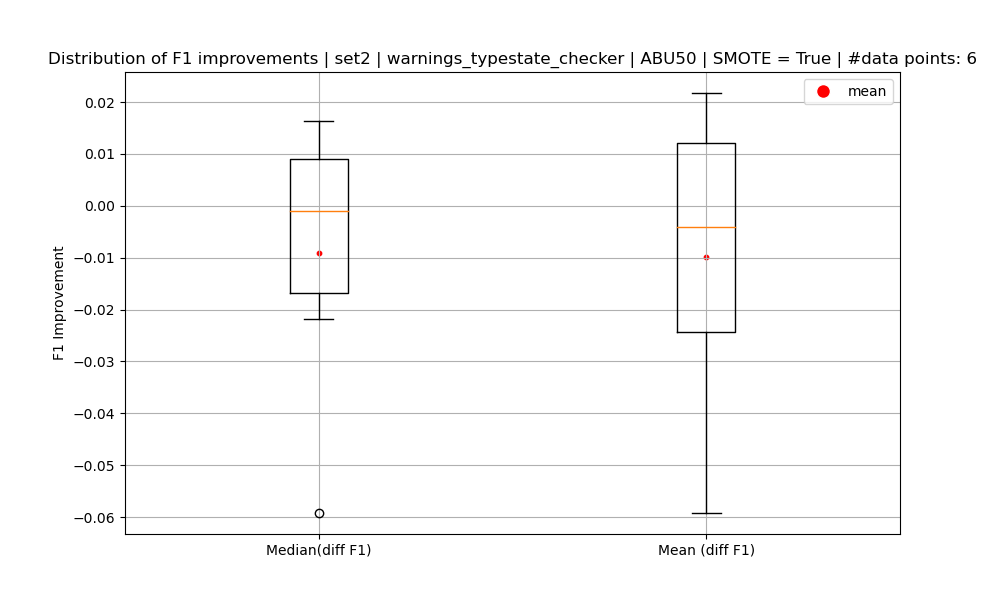 Distribution of F1 improvements | set2 | warnings_typestate_checker | ABU50 | SMOTE = True | #data points: 6
mean
0.02
0.01
0.00
−0.01
−0.02
−0.03
−0.04
−0.05
−0.06
F1 Improvement
Median(diff F1)
Mean (diff F1)